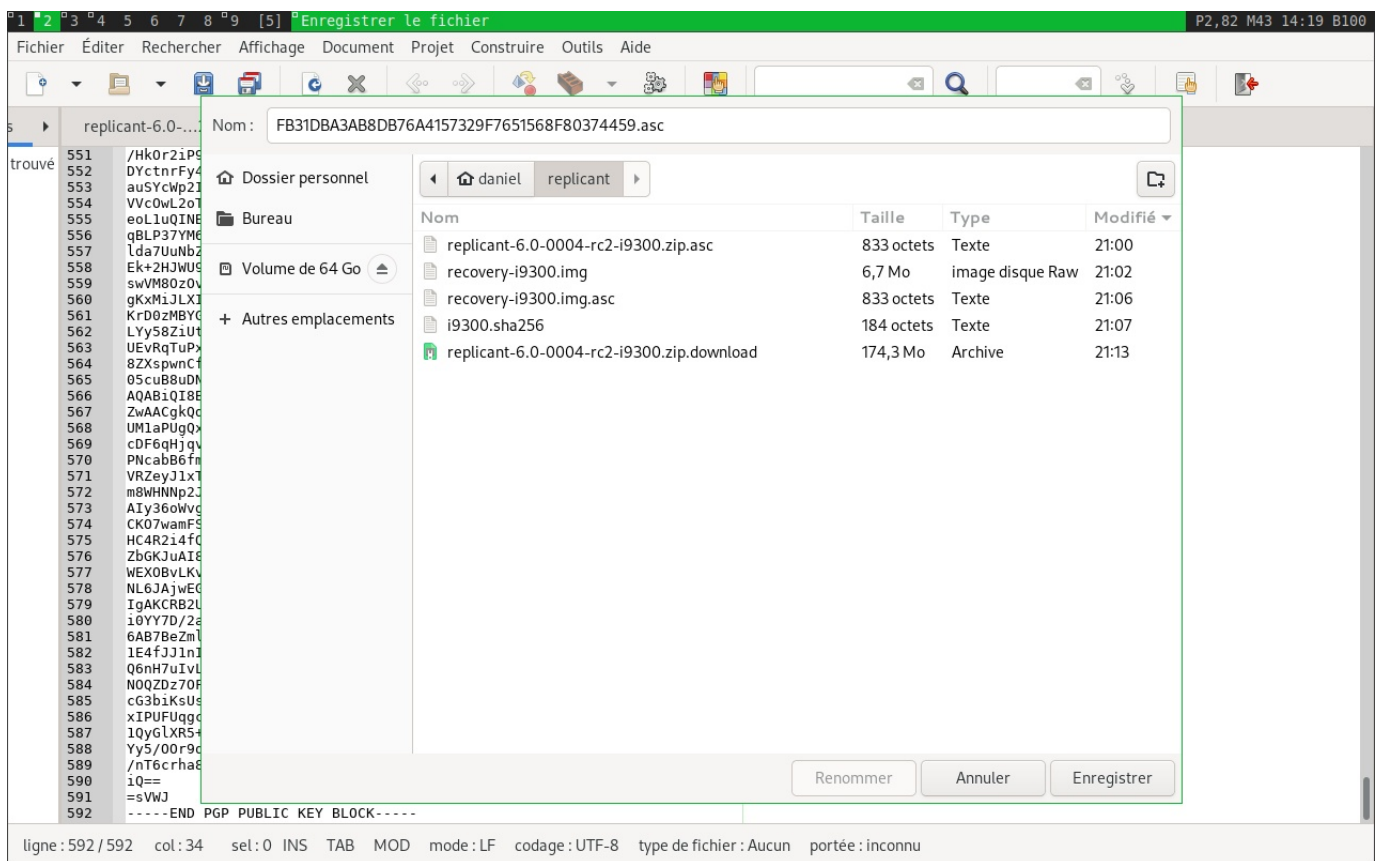 1 2 3 4 5 6 7 8 9 [5] Enregistrer le fichier P2,82 M43 14:19 B100
Fichier Éditer Rechercher Affichage Document Projet Construire Outils Aide
s replicant-6.0-...
trouvé
Nom : FB31DBA3AB8DB76A4157329F7651568F80374459.asc
Dossier personnel
Bureau
Volume de 64 Go
+ Autres emplacements
daniel replicant
Nom Taille Type Modifié
replicant-6.0-0004-rc2-i9300.zip.asc 833 octets Texte 21:00
recovery-i9300.img 6,7 Mo image disque Raw 21:02
recovery-i9300.img.asc 833 octets Texte 21:06
i9300.sha256 184 octets Texte 21:07
replicant-6.0-0004-rc2-i9300.zip.download 174,3 Mo Archive 21:13
Renommer Annuler Enregistrer
551 /HkOr2iP9
552 DYctnrFy4
553 auSYcWp2I
554 VVcOwL2oT
555 eoL1uQINE
556 qBLP37YM6
557 lda7UuNbZ
558 Ek+2HJWU9
559 swVM8OzOv
560 gKxMiJLXI
561 KrD0zMBYG
562 LYy58ZiUt
563 UEvRqTuPx
564 8ZXspwnCf
565 05cuB8uDN
566 AQABiQI8E
567 ZwAACgkQd
568 UM1aPUgQx
569 cDF6qHjqv
570 PNcabB6fm
571 VRZeyJ1xT
572 m8WHNNp2J
573 AIy36oWvg
574 CKO7wamFS
575 HC4R2i4fQ
576 ZbGKJuAI8
577 WEXOBvLKv
578 NL6JAjwEG
579 IgAKCRB2U
580 i0YY7D/2a
581 6AB7BeZml
582 1E4fJJ1nI
583 Q6nH7uIvL
584 NOQZDz7OF
585 cG3biKsUs
586 xIPUFUqgc
587 1QyGlXR5+
588 Yy5/OOr9d
589 /nT6crha8
590 iQ==
591 =sVWJ
592 -----END PGP PUBLIC KEY BLOCK-----
ligne : 592 / 592 col : 34 sel : 0 INS TAB MOD mode : LF codage : UTF-8 type de fichier : Aucun portée : inconnu